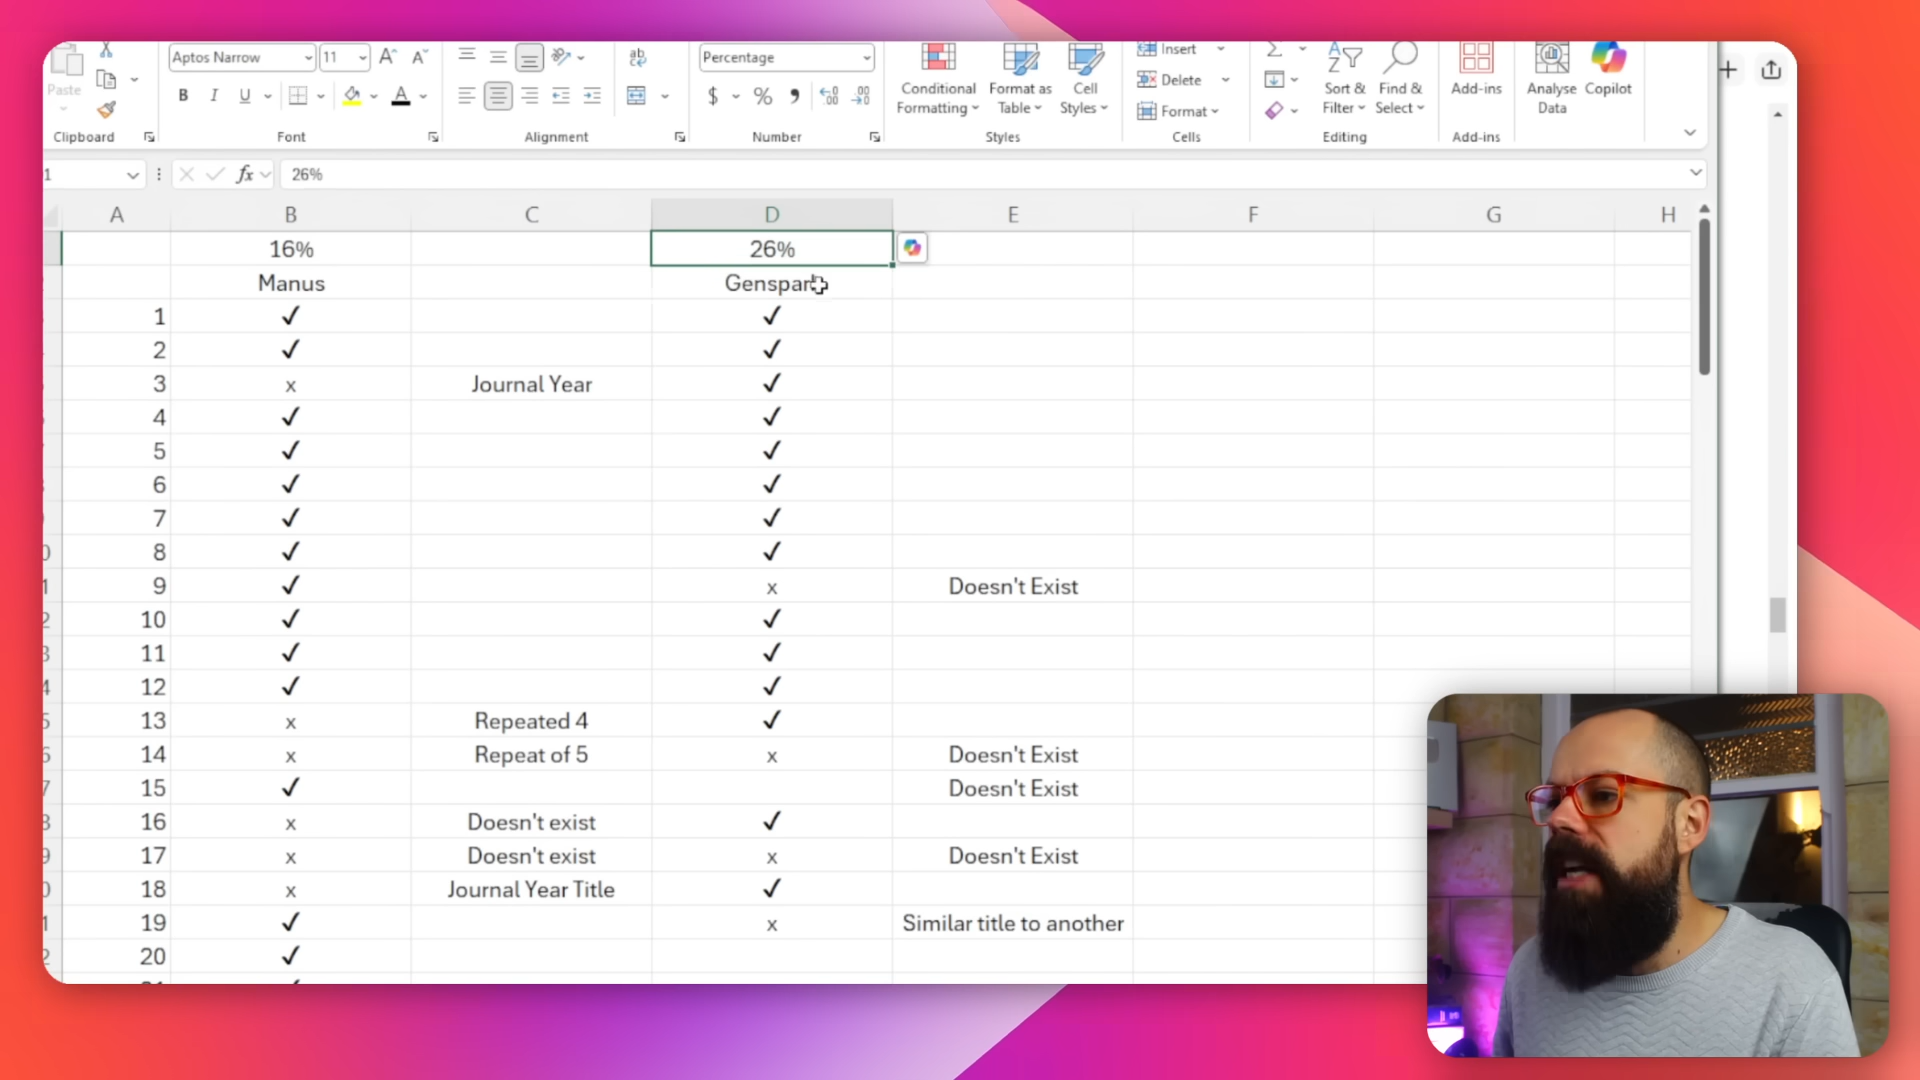 Aptos Narrow 11 A A ab Percentage Insert
Paste B I U A $ % Conditional Formatting Format as Table Cell Styles Delete Format Sort & Filter Find & Select Add-ins Analyse Data Copilot
Clipboard Font Alignment Number Styles Cells Editing Add-ins
1 fx 26%
A B C D E F G H
16% 26%
Manus Genspar
1 ✓ ✓
2 ✓ ✓
3 x Journal Year ✓
4 ✓ ✓
5 ✓ ✓
6 ✓ ✓
7 ✓ ✓
8 ✓ ✓
9 ✓ x Doesn't Exist
10 ✓ ✓
11 ✓ ✓
12 ✓ ✓
13 x Repeated 4 ✓
14 x Repeat of 5 x Doesn't Exist
15 ✓ Doesn't Exist
16 x Doesn't exist ✓
17 x Doesn't exist x Doesn't Exist
18 x Journal Year Title ✓
19 ✓ x Similar title to another
20 ✓